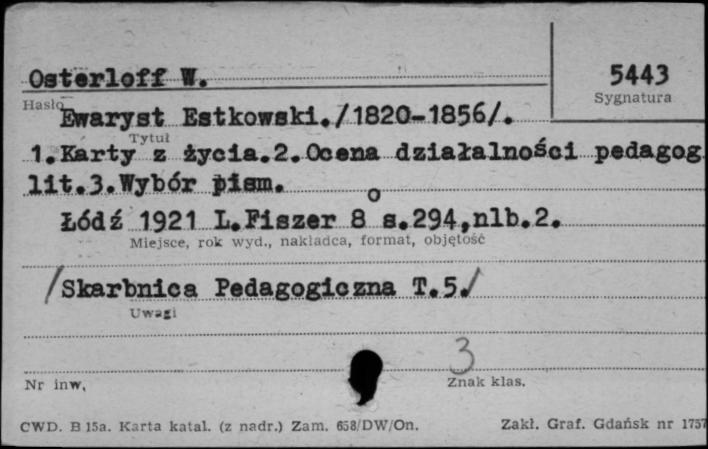 Osterloff W.
5443
Hasło
Sygnatura
Ewaryst Estkowski./1820-1856/.
Tytuł
1.Karty z życia.2.Ocena działalności pedagog
lit.3.Wybór pism.
Łódź 1921 L.Fiszer 8° s.294,nlb.2.
Miejsce, rok wyd., nakładca, format, objętość
/Skarbnica Pedagogiczna T.5./
Uwagi
3
Nr inw.
Znak klas.
CWD. B 15a. Karta katal. (z nadr.) Zam. 658/DW/On.
Zakł. Graf. Gdańsk nr 1757